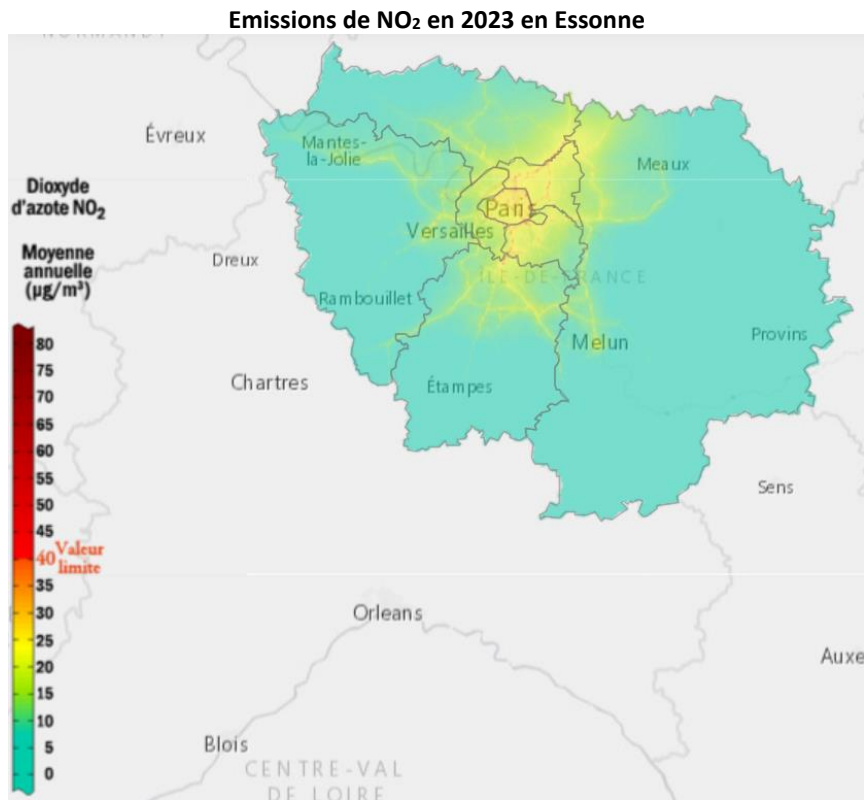 Emissions de NO₂ en 2023 en Essonne
NORMANDY
Évreux
Mantes-
la-Jolie
Meaux
Dioxyde
d'azote NO₂
Paris
Versailles
Moyenne
annuelle
(µg/m³)
Dreux
ÎLE-DE-FRANCE
Rambouillet
Melun
Provins
Chartres
Étampes
80
75
70
65
60
55
50
45
40 Valeur
limite
35
30
25
20
15
10
5
0
Sens
Orleans
Auxe
Blois
CENTRE-VAL
DE LOIRE